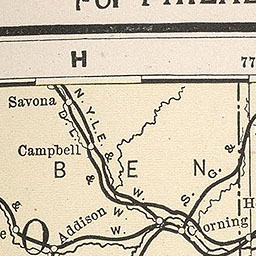 H
77
Savona
N.Y.L.E. &
D.L.
Campbell
B E N.
&
W.
S. G. &
Addison
W.
W.
orning